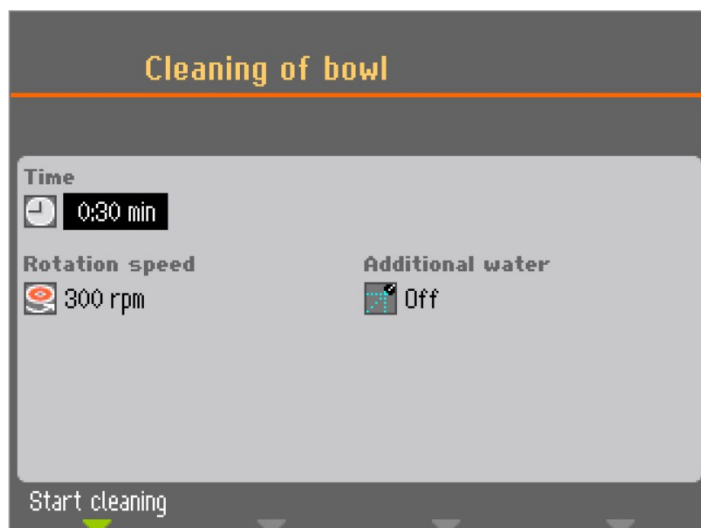 Cleaning of bowl
Time
0:30 min
Rotation speed
Additional water
300 rpm
Off
Start cleaning